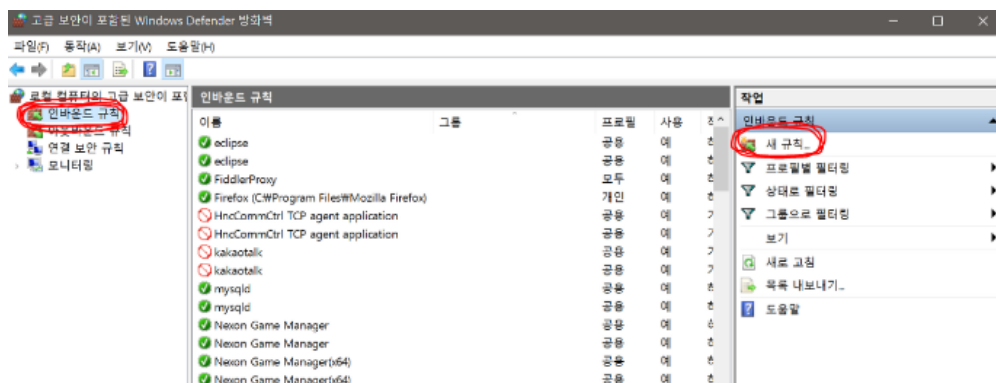 고급 보안이 포함된 Windows Defender 방화벽
파일(F) 동작(A) 보기(V) 도움말(H)
로컬 컴퓨터의 고급 보안이 포
인바운드 규칙
아웃바운드 규칙
연결 보안 규칙
모니터링
인바운드 규칙
이름 그룹 프로필 사용
eclipse 공용 예
eclipse 공용 예
FiddlerProxy 모두 예
Firefox (C:₩Program Files₩Mozilla Firefox) 개인 예
HncCommCtrl TCP agent application 공용 예
HncCommCtrl TCP agent application 공용 예
kakaotalk 공용 예
kakaotalk 공용 예
mysqld 공용 예
mysqld 공용 예
Nexon Game Manager 공용 예
Nexon Game Manager 공용 예
Nexon Game Manager(x64) 공용 예
Nexon Game Manager(x64) 공용 예
작업
인바운드 규칙
새 규칙...
프로필별 필터링
상태로 필터링
그룹으로 필터링
보기
새로 고침
목록 내보내기...
도움말